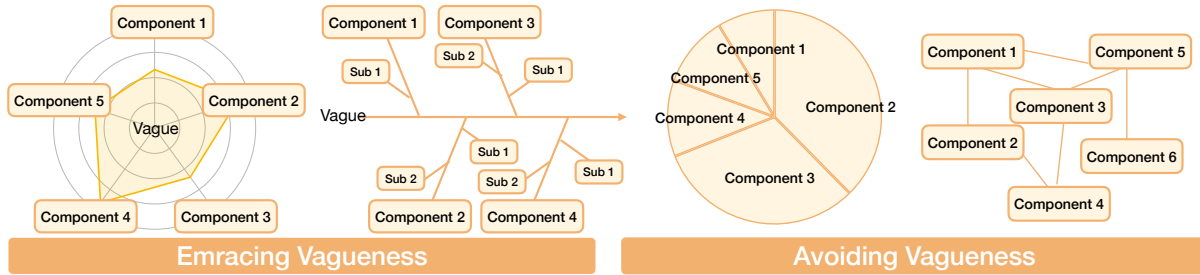 Component 1
Component 5
Component 2
Vague
Component 4
Component 3
Component 1
Component 3
Sub 2
Sub 1
Sub 1
Vague
Sub 1
Sub 2
Sub 2
Sub 1
Component 2
Component 4
Emracing Vagueness
Component 1
Component 5
Component 2
Component 4
Component 3
Component 1
Component 5
Component 3
Component 2
Component 6
Component 4
Avoiding Vagueness